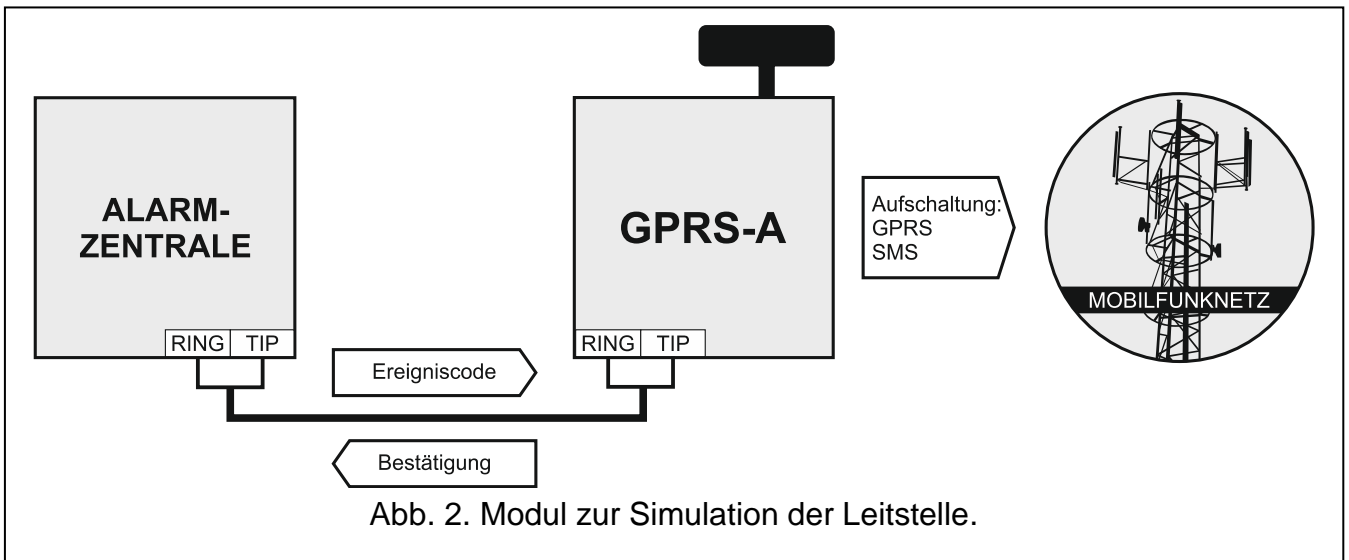 ALARM-
ZENTRALE
RING TIP
GPRS-A
RING TIP
Ereigniscode
Bestätigung
Aufschaltung:
GPRS
SMS
MOBILFUNKNETZ
Abb. 2. Modul zur Simulation der Leitstelle.